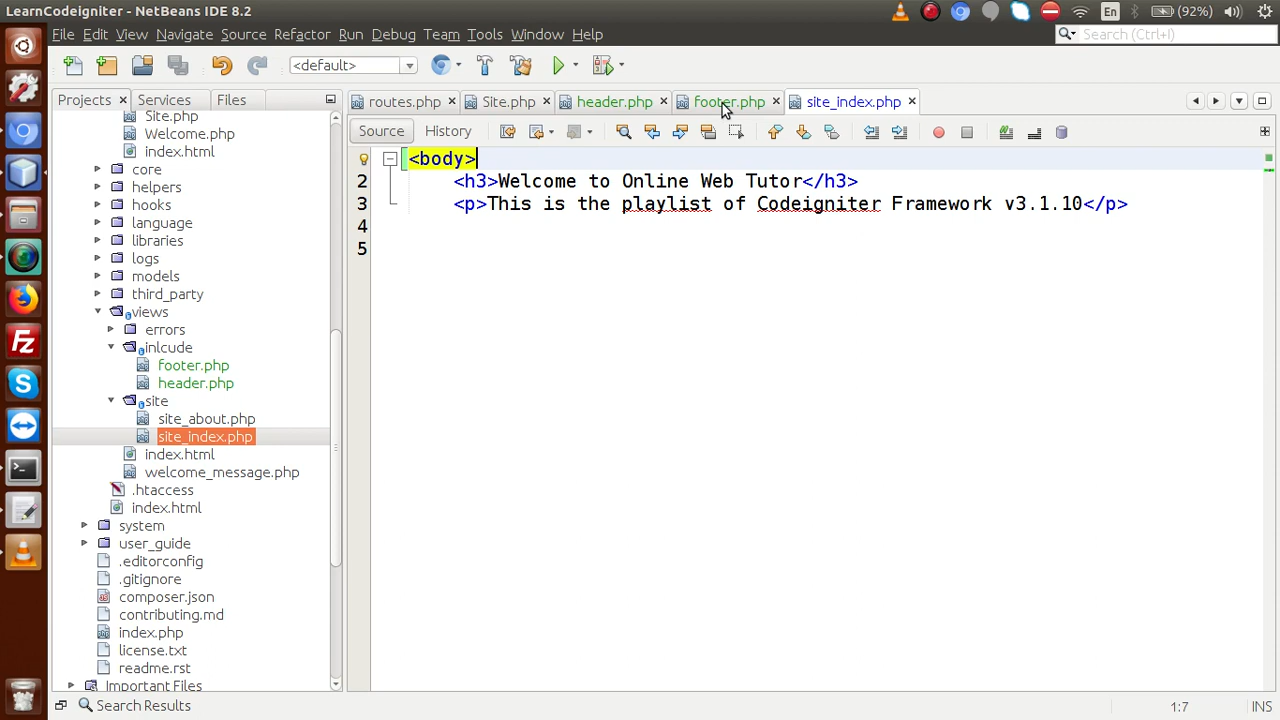 LearnCodeigniter - NetBeans IDE 8.2
En
(92%)
File Edit View Navigate Source Refactor Run Debug Team Tools Window Help
Search (Ctrl+I)
<default>
Projects Services Files
routes.php Site.php header.php footer.php site_index.php
Source History
Site.php
Welcome.php
index.html
core
helpers
hooks
language
libraries
logs
models
third_party
views
errors
inlcude
footer.php
header.php
site
site_about.php
site_index.php
index.html
welcome_message.php
.htaccess
index.html
system
user_guide
.editorconfig
.gitignore
composer.json
contributing.md
index.php
license.txt
readme.rst
Important Files
<body>
2 <h3>Welcome to Online Web Tutor</h3>
3 <p>This is the playlist of Codeigniter Framework v3.1.10</p>
4
5
Search Results
1:7 INS